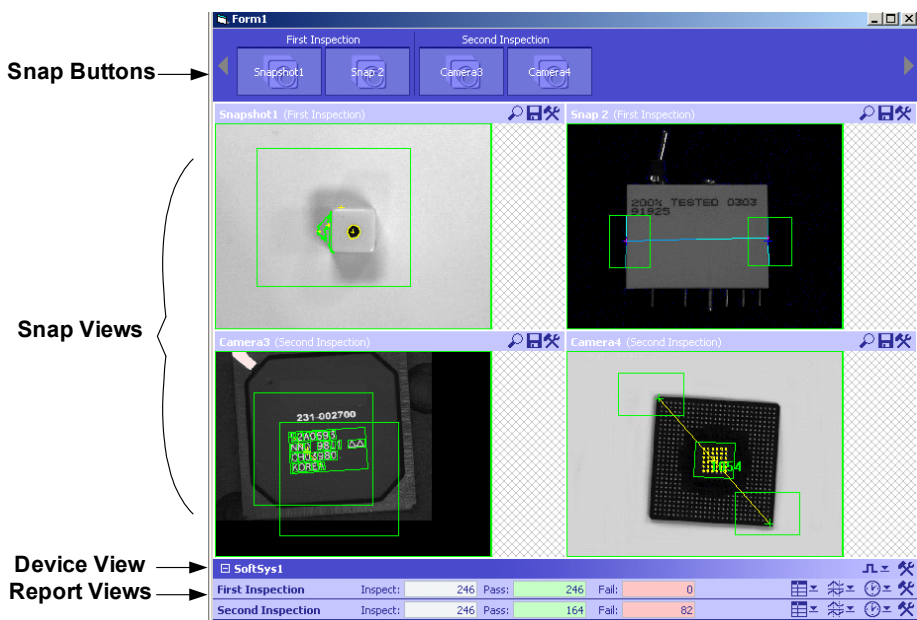 Form1
First Inspection Second Inspection
Snap Buttons
Snapshot1 Snap 2 Camera3 Camera4
Snapshot1 (First Inspection)
Snap 2 (First Inspection)
200% TESTED 0303
91925
Snap Views
Camera3 (Second Inspection)
Camera4 (Second Inspection)
231-002700
KOREA
Device View
SoftSys1
Report Views
First Inspection Inspect: 246 Pass: 246 Fail: 0
Second Inspection Inspect: 246 Pass: 164 Fail: 82